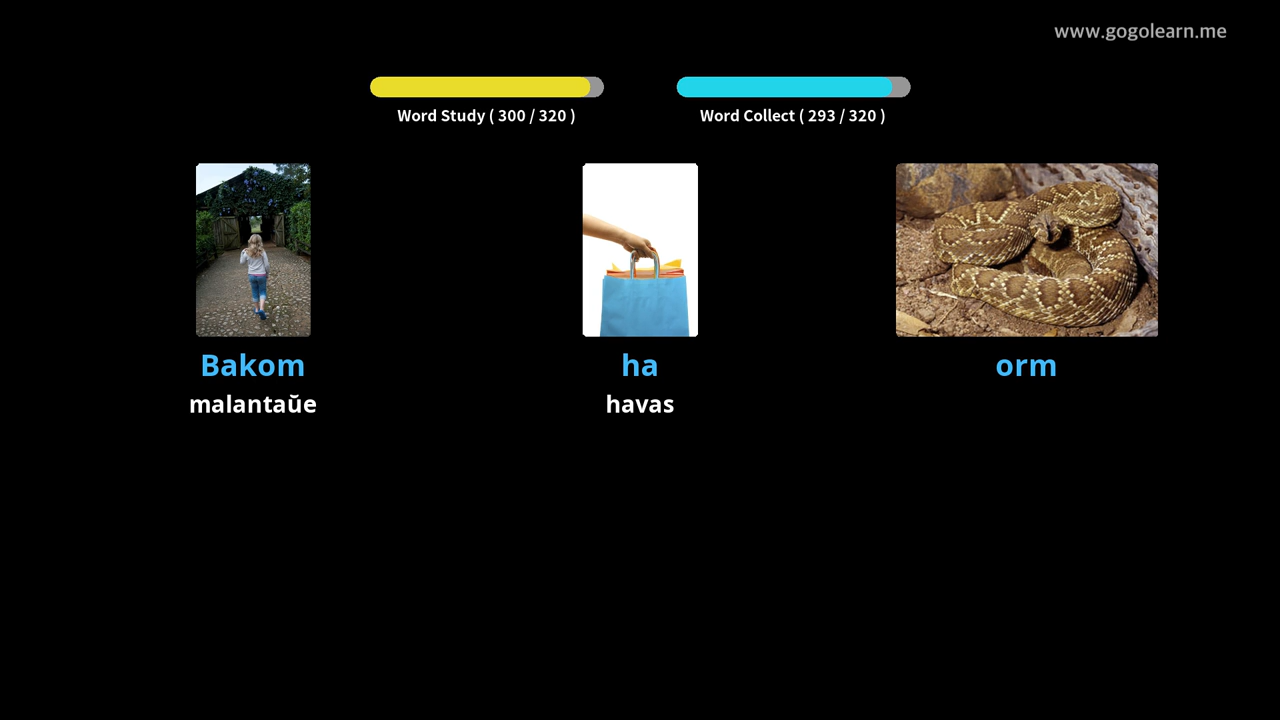 www.gogolearn.me
Word Study ( 300 / 320 )
Word Collect ( 293 / 320 )
Bakom
malantaŭe
ha
havas
orm